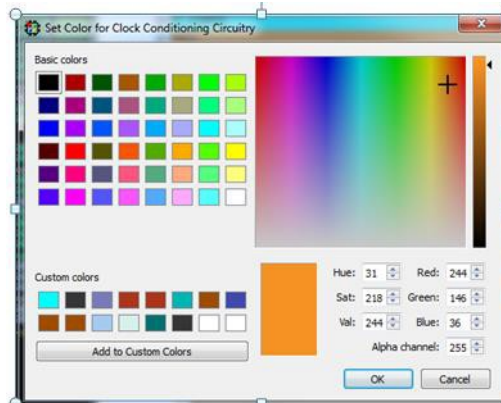 Set Color for Clock Conditioning Circuitry
Basic colors
Custom colors
Add to Custom Colors
Hue: 31 Red: 244
Sat: 218 Green: 146
Val: 244 Blue: 36
Alpha channel: 255
OK Cancel